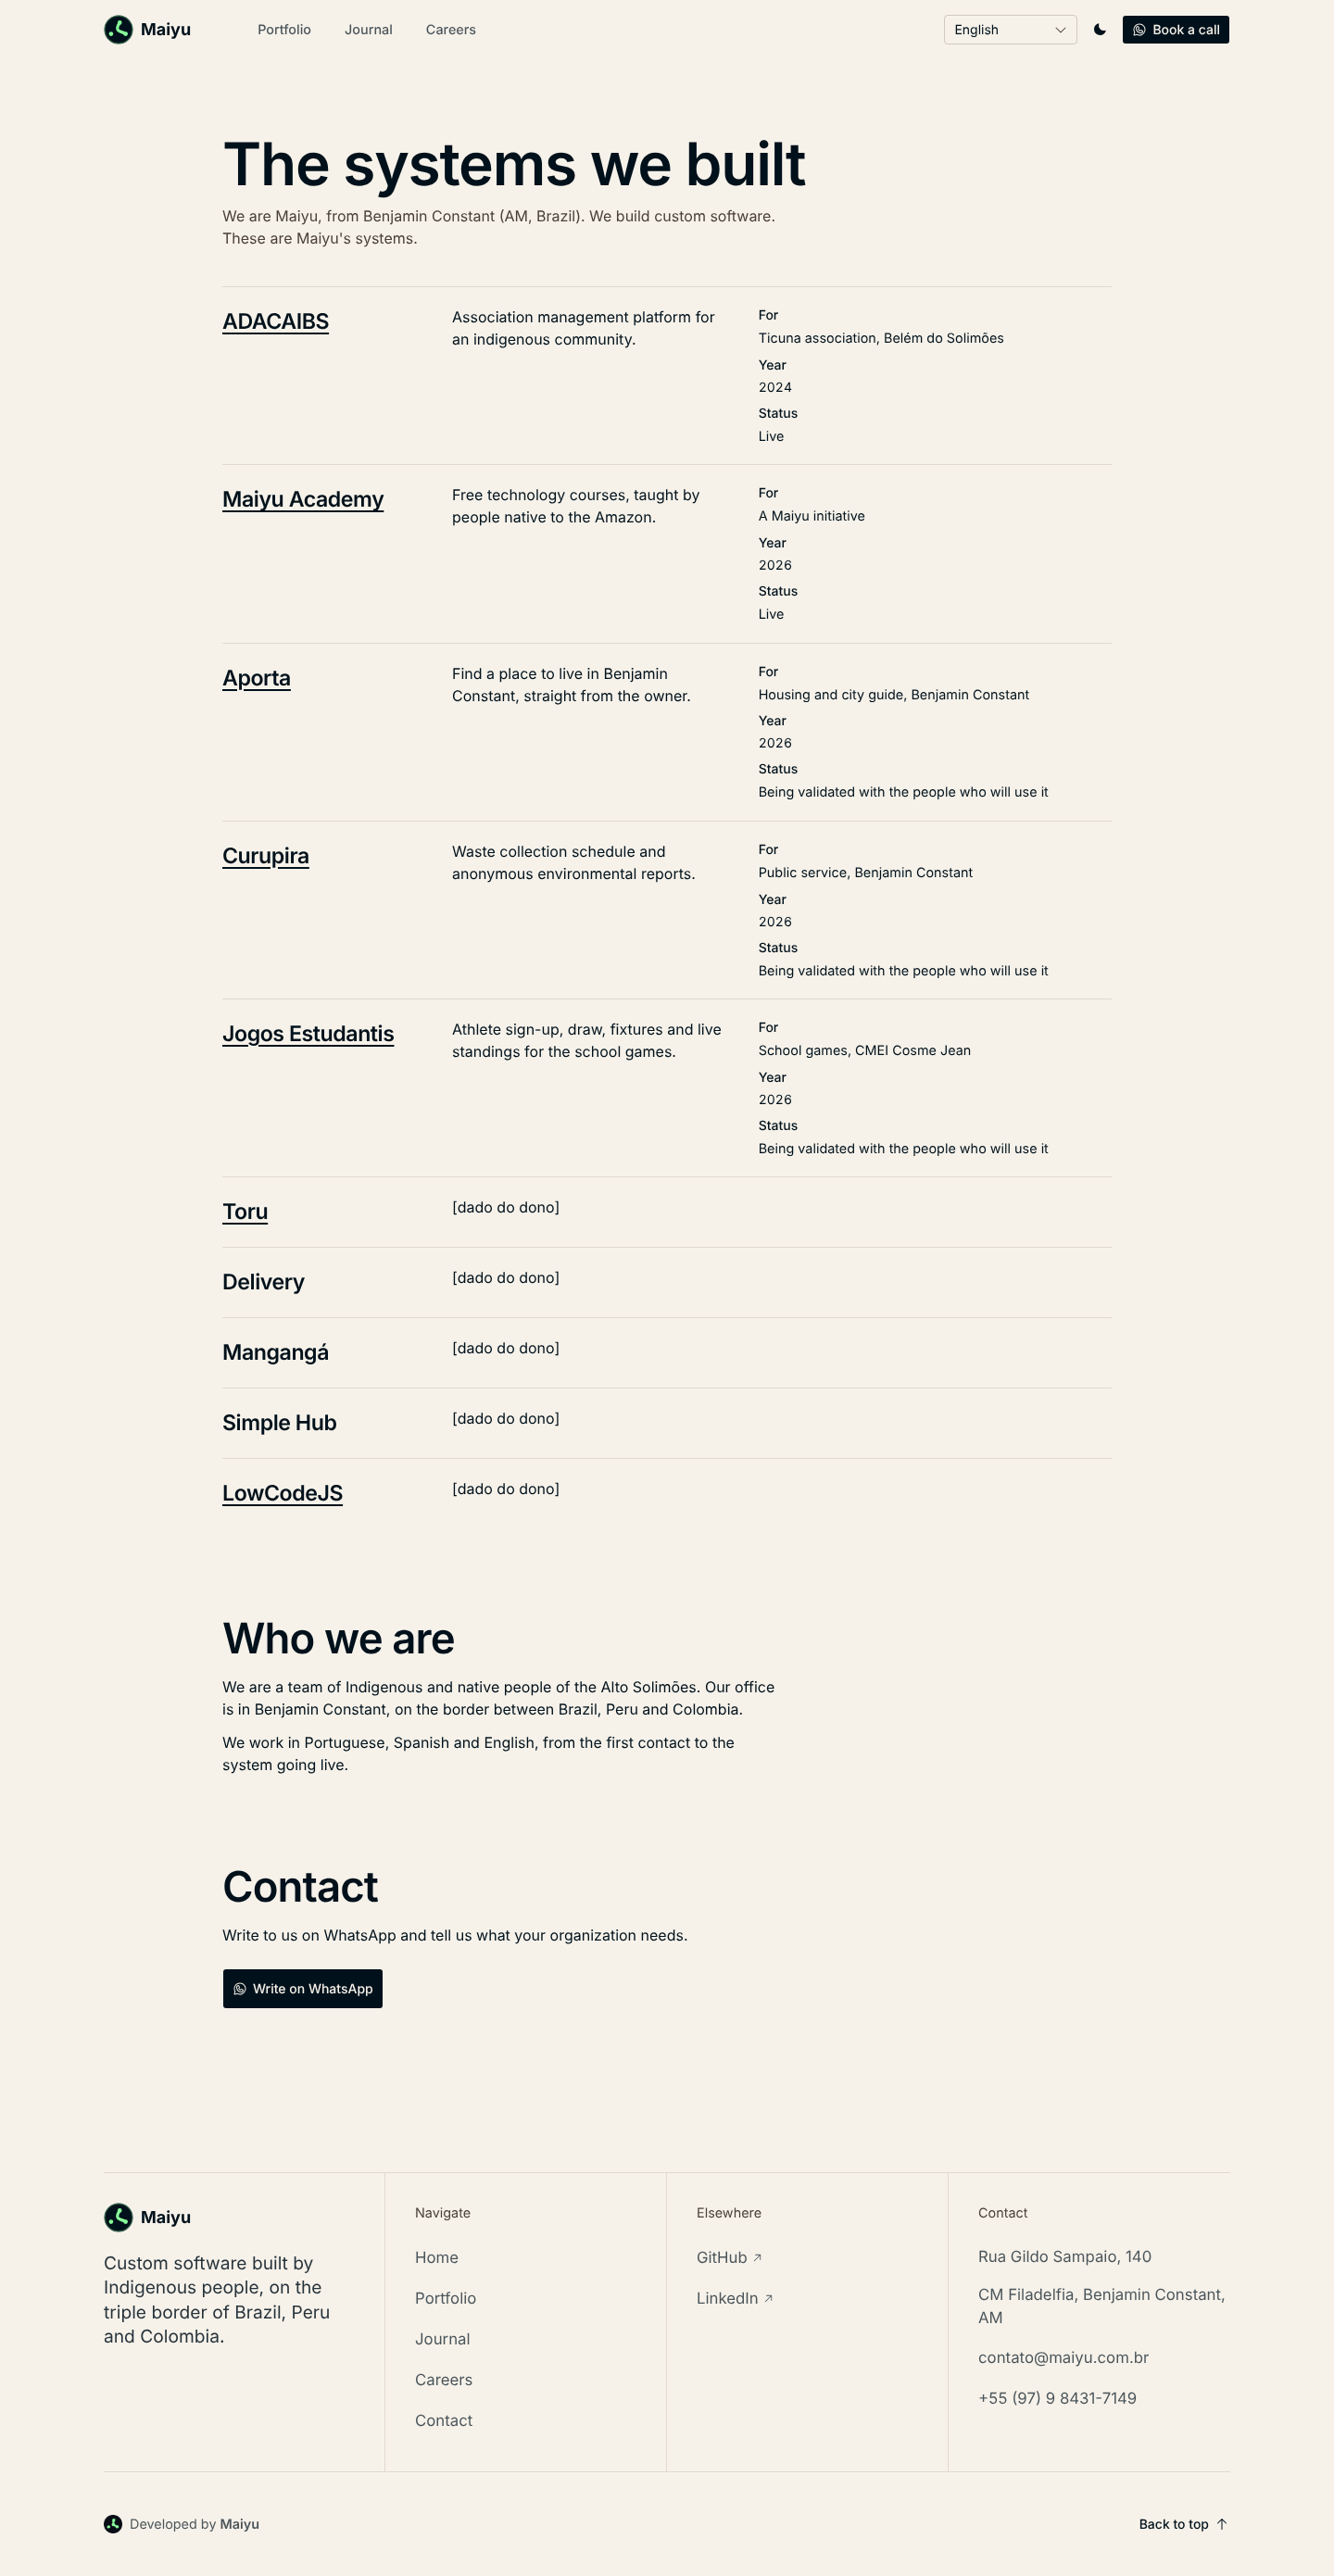 Maiyu
Portfolio
Journal
Careers
English
Book a call
The systems we built
We are Maiyu, from Benjamin Constant (AM, Brazil). We build custom software.
These are Maiyu's systems.
ADACAIBS
Association management platform for
an indigenous community.
For
Ticuna association, Belém do Solimões
Year
2024
Status
Live
Maiyu Academy
Free technology courses, taught by
people native to the Amazon.
For
A Maiyu initiative
Year
2026
Status
Live
Aporta
Find a place to live in Benjamin
Constant, straight from the owner.
For
Housing and city guide, Benjamin Constant
Year
2026
Status
Being validated with the people who will use it
Curupira
Waste collection schedule and
anonymous environmental reports.
For
Public service, Benjamin Constant
Year
2026
Status
Being validated with the people who will use it
Jogos Estudantis
Athlete sign-up, draw, fixtures and live
standings for the school games.
For
School games, CMEI Cosme Jean
Year
2026
Status
Being validated with the people who will use it
Toru
[dado do dono]
Delivery
[dado do dono]
Mangangá
[dado do dono]
Simple Hub
[dado do dono]
LowCodeJS
[dado do dono]
Who we are
We are a team of Indigenous and native people of the Alto Solimões. Our office
is in Benjamin Constant, on the border between Brazil, Peru and Colombia.
We work in Portuguese, Spanish and English, from the first contact to the
system going live.
Contact
Write to us on WhatsApp and tell us what your organization needs.
Write on WhatsApp
Maiyu
Custom software built by
Indigenous people, on the
triple border of Brazil, Peru
and Colombia.
Navigate
Home
Portfolio
Journal
Careers
Contact
Elsewhere
GitHub
LinkedIn
Contact
Rua Gildo Sampaio, 140
CM Filadelfia, Benjamin Constant,
AM
contato@maiyu.com.br
+55 (97) 9 8431-7149
Developed by Maiyu
Back to top